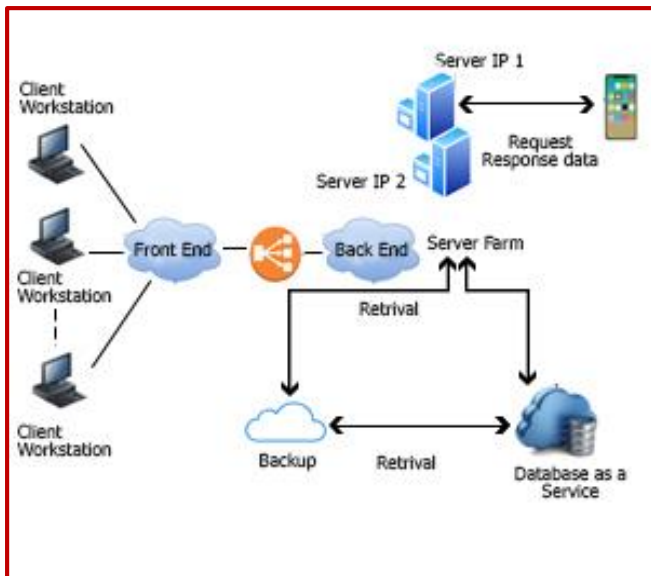 Server IP 1
Client
Workstation
Request
Response data
Server IP 2
Front End
Back End
Server Farm
Client
Workstation
Retrival
Client
Workstation
Backup
Retrival
Database as a
Service